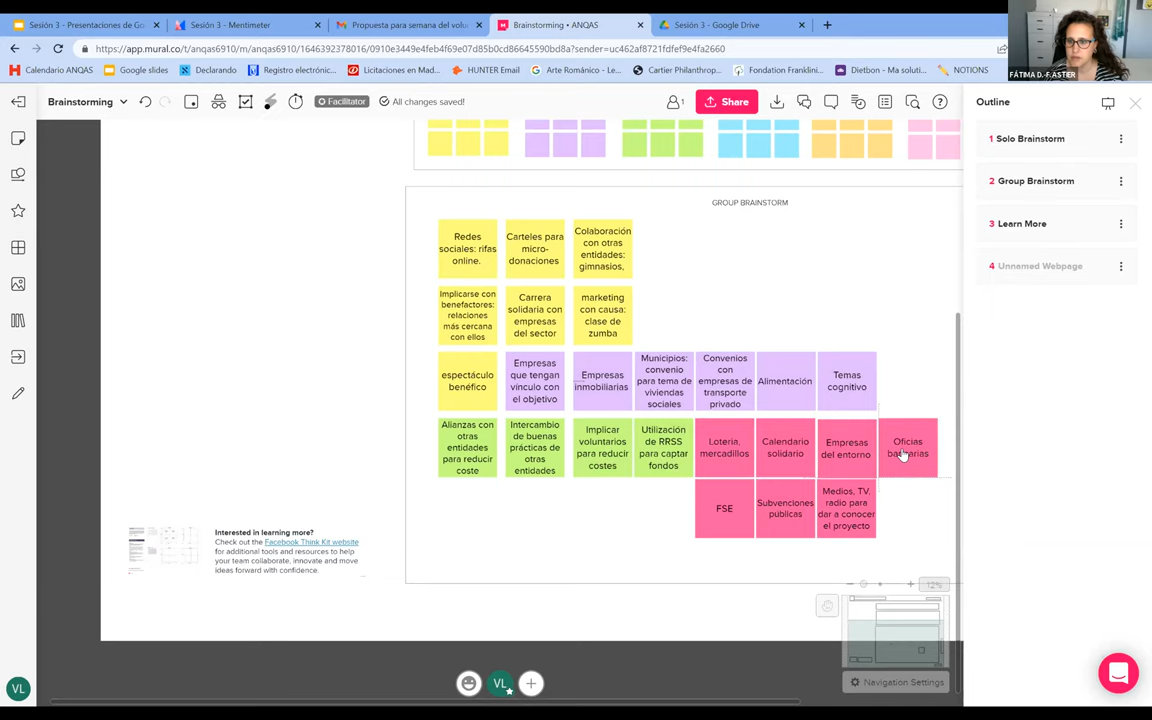 Sesión 3 - Presentaciones de Go
Sesión 3 - Mentimeter
Propuesta para semana del volu
Brainstorming • ANQAS
Sesión 3 - Google Drive
https://app.mural.co/t/anqas6910/m/anqas6910/1646392378016/0910e3449e4feb4f69e07d85b0cd86645590bd8a?sender=uc462af8721fdfef9e4fa2660
Calendario ANQAS
Google slides
Declarando
Registro electrónic...
Licitaciones en Mad...
HUNTER Email
Arte Románico - Le...
Cartier Philanthrop...
Fondation Franklini...
Dietbon - Ma soluti...
NOTIONS
FÁTIMA D.-F. ASTIER
Brainstorming
Facilitator
All changes saved!
1
Share
Outline
1 Solo Brainstorm
2 Group Brainstorm
3 Learn More
4 Unnamed Webpage
GROUP BRAINSTORM
Redes
sociales: rifas
online.
Carteles para
micro-
donaciones
Colaboración
con otras
entidades:
gimnasios,
Implicarse con
benefactores:
relaciones
más cercana
con ellos
Carrera
solidaria con
empresas
del sector
marketing
con causa:
clase de
zumba
espectáculo
benéfico
Empresas
que tengan
vínculo con
el objetivo
Empresas
inmobiliarias
Municipios:
convenio
para tema de
viviendas
sociales
Convenios
con
empresas de
transporte
privado
Alimentación
Temas
cognitivo
Alianzas con
otras
entidades
para reducir
coste
Intercambio
de buenas
prácticas de
otras
entidades
Implicar
voluntarios
para reducir
costes
Utilización
de RRSS
para captar
fondos
Loteria,
mercadillos
Calendario
solidario
Empresas
del entorno
Oficias
FSE
Subvenciones
públicas
Medios, TV,
radio para
dar a conocer
el proyecto
Interested in learning more?
Check out the Facebook Think Kit website
for additional tools and resources to help
your team collaborate, innovate and move
ideas forward with confidence.
12%
Navigation Settings
VL
VL